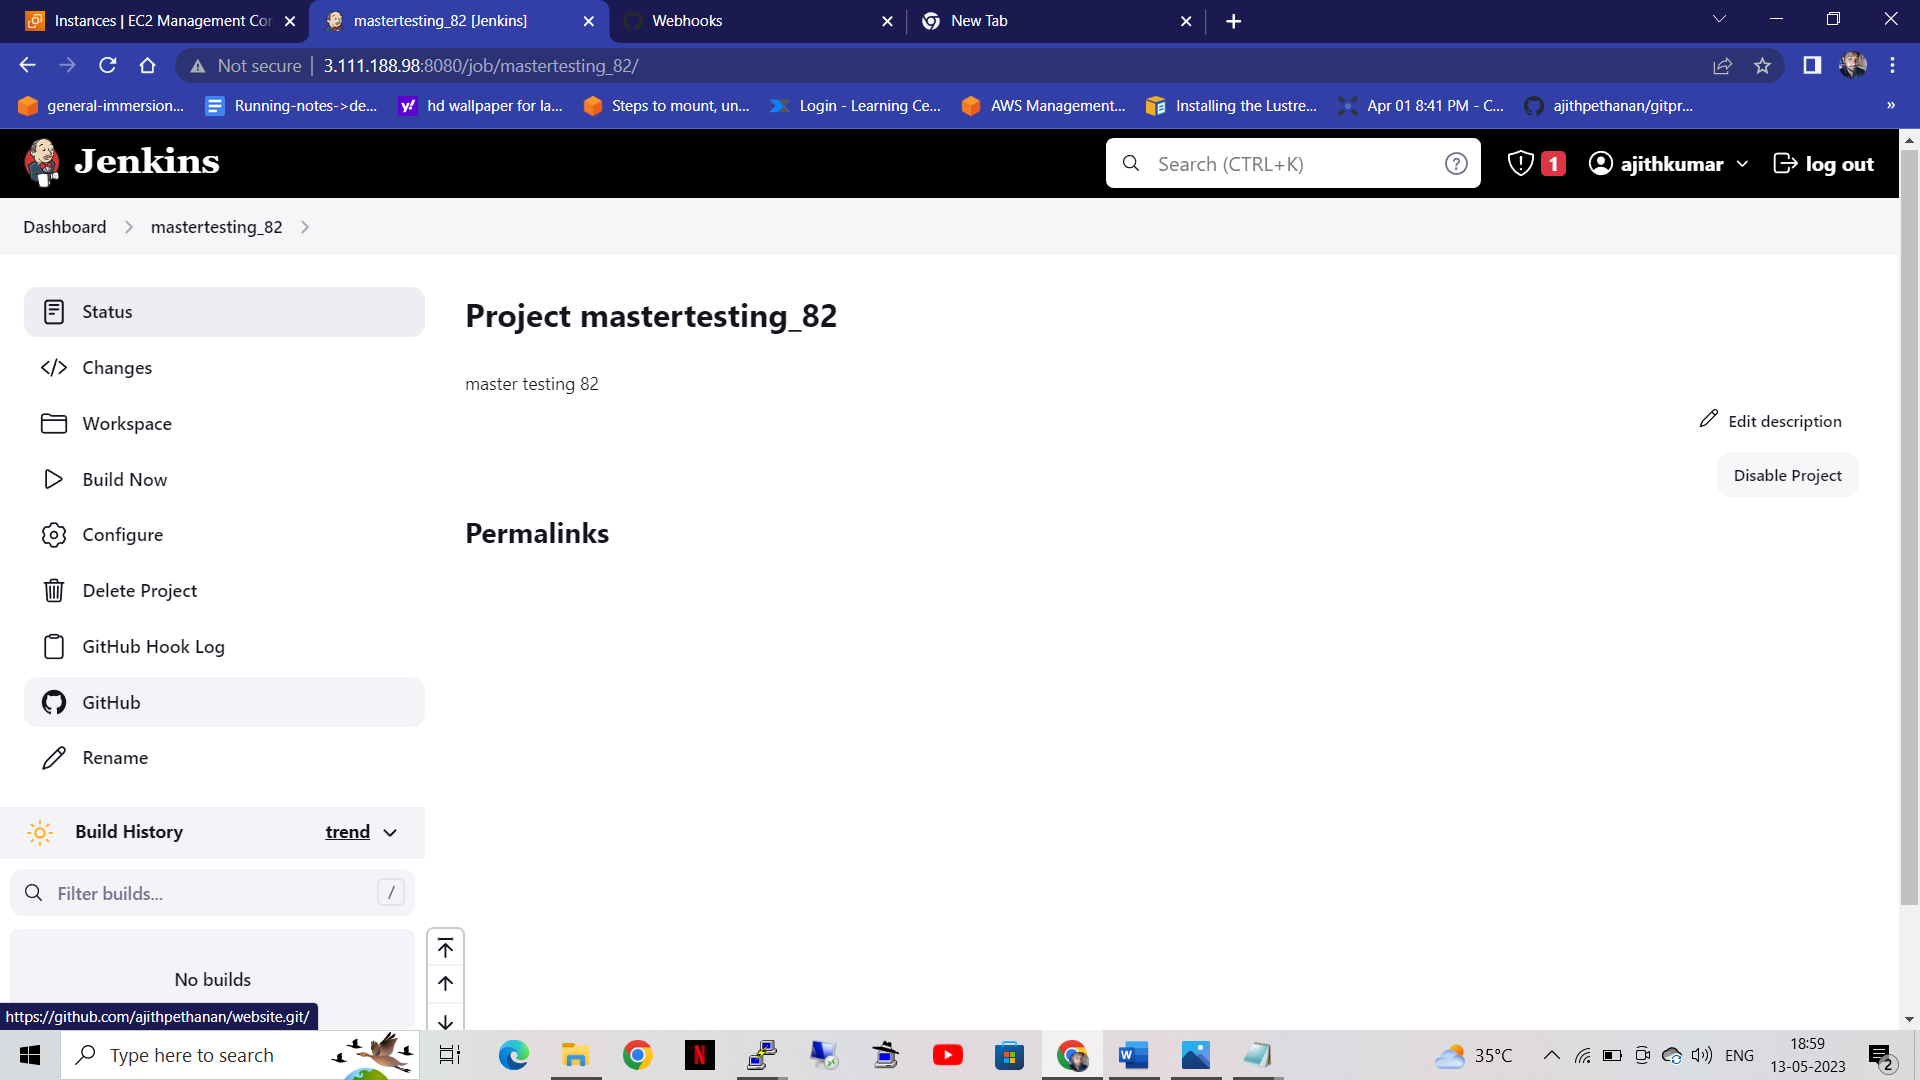 Instances | EC2 Management Con
mastertesting_82 [Jenkins]
Webhooks
New Tab
Not secure
3.111.188.98:8080/job/mastertesting_82/
general-immersion...
Running-notes->de...
hd wallpaper for la...
Steps to mount, un...
Login - Learning Ce...
AWS Management...
Installing the Lustre...
Apr 01 8:41 PM - C...
ajithpethanan/gitpr...
»
Jenkins
Search (CTRL+K)
1
ajithkumar
log out
Dashboard
mastertesting_82
Status
Changes
Workspace
Build Now
Configure
Delete Project
GitHub Hook Log
GitHub
Rename
Project mastertesting_82
master testing 82
Edit description
Disable Project
Permalinks
Build History
trend
Filter builds...
/
No builds
https://github.com/ajithpethanan/website.git/
Type here to search
35°C
ENG
18:59
13-05-2023
2